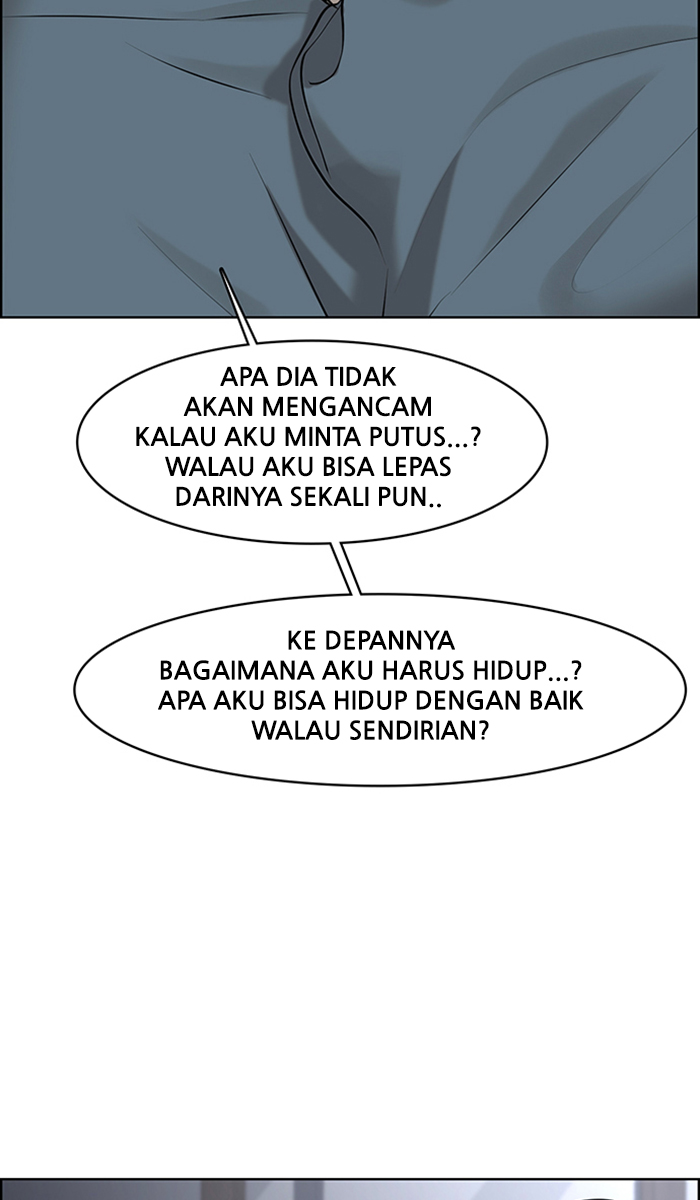 APA DIA TIDAK
AKAN MENGANCAM
KALAU AKU MINTA PUTUS...?
WALAU AKU BISA LEPAS
DARINYA SEKALI PUN..
KE DEPANNYA
BAGAIMANA AKU HARUS HIDUP...?
APA AKU BISA HIDUP DENGAN BAIK
WALAU SENDIRIAN?